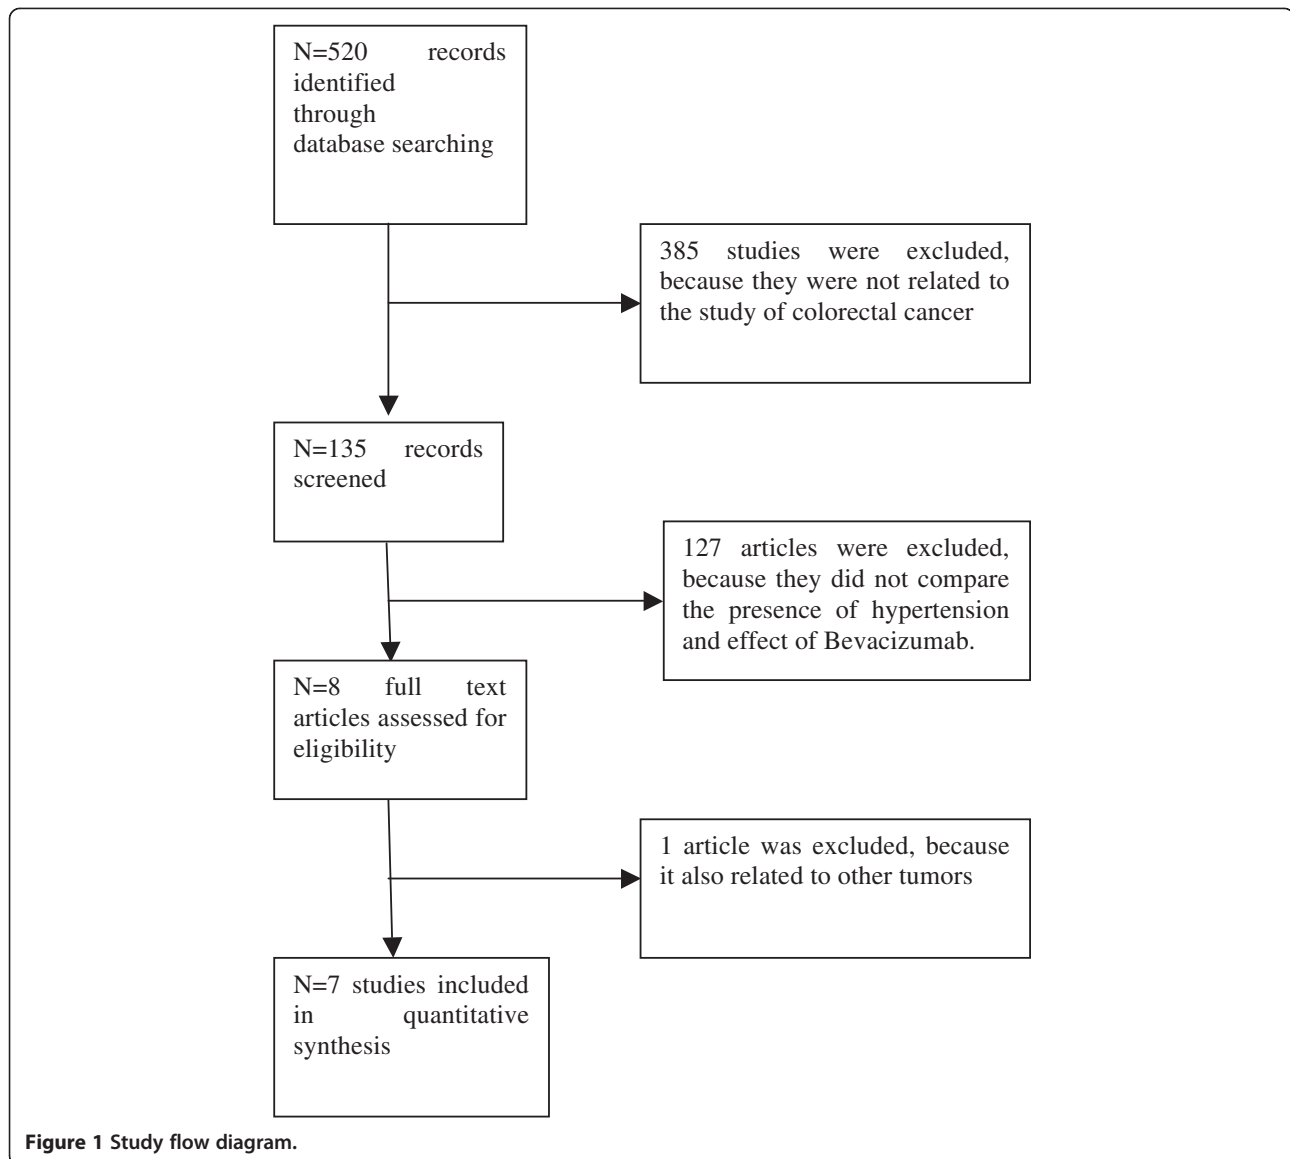 N=520 records
identified
through
database searching
385 studies were excluded,
because they were not related to
the study of colorectal cancer
N=135 records
screened
127 articles were excluded,
because they did not compare
the presence of hypertension
and effect of Bevacizumab.
N=8 full text
articles assessed for
eligibility
1 article was excluded, because
it also related to other tumors
N=7 studies included
in quantitative
synthesis
Figure 1 Study flow diagram.